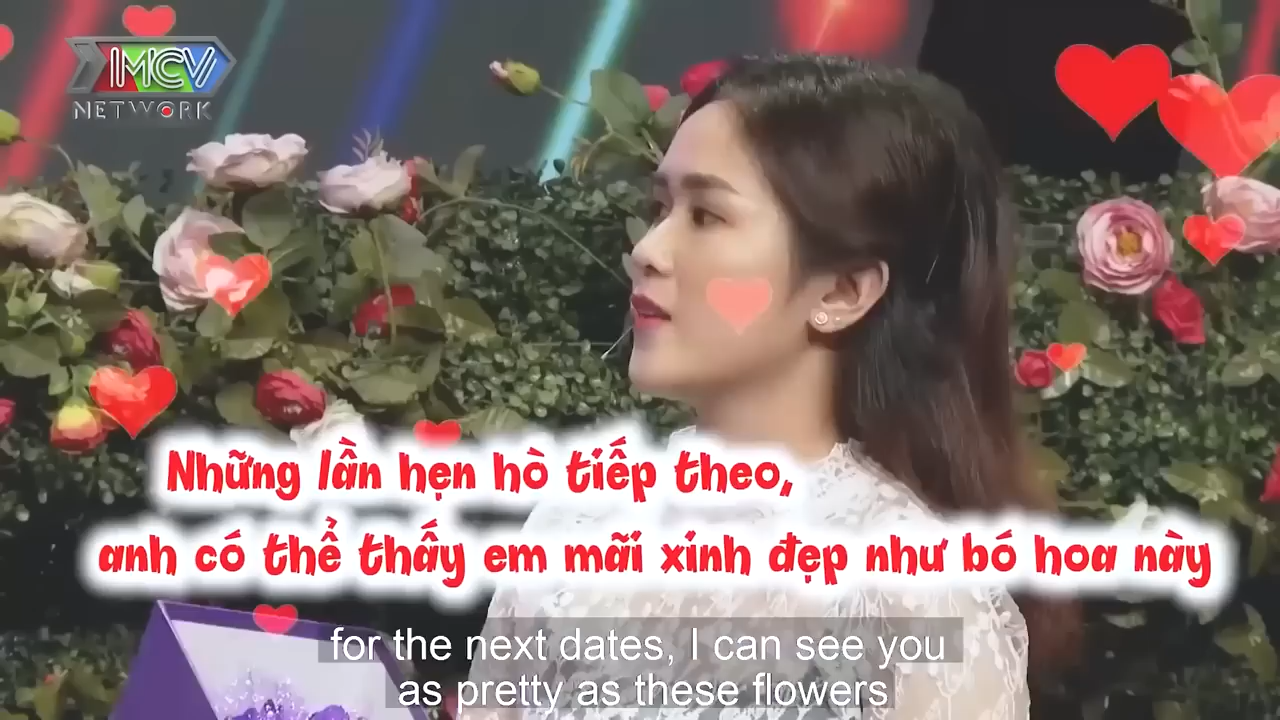 MCV
NETWORK
Những lần hẹn hò tiếp theo,
anh có thể thấy em mãi xinh đẹp như bó hoa này
for the next dates, I can see you
as pretty as these flowers